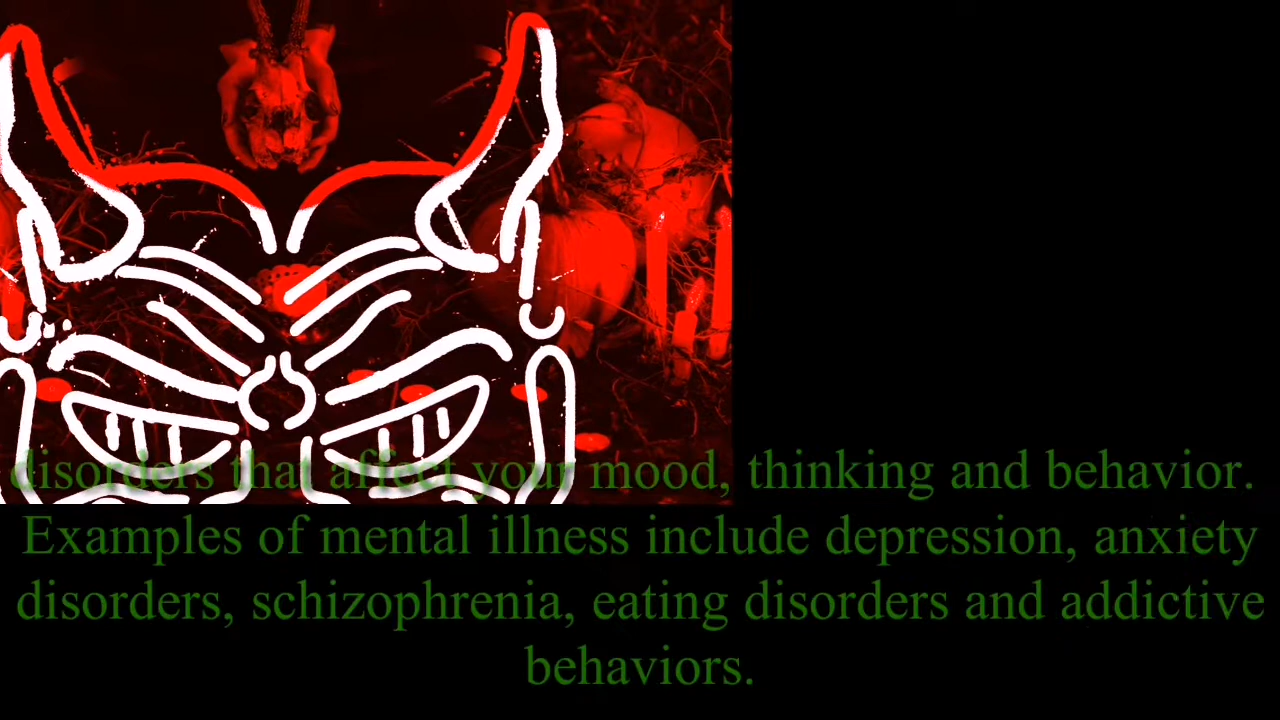 disorders that affect your mood, thinking and behavior.
Examples of mental illness include depression, anxiety
disorders, schizophrenia, eating disorders and addictive
behaviors.